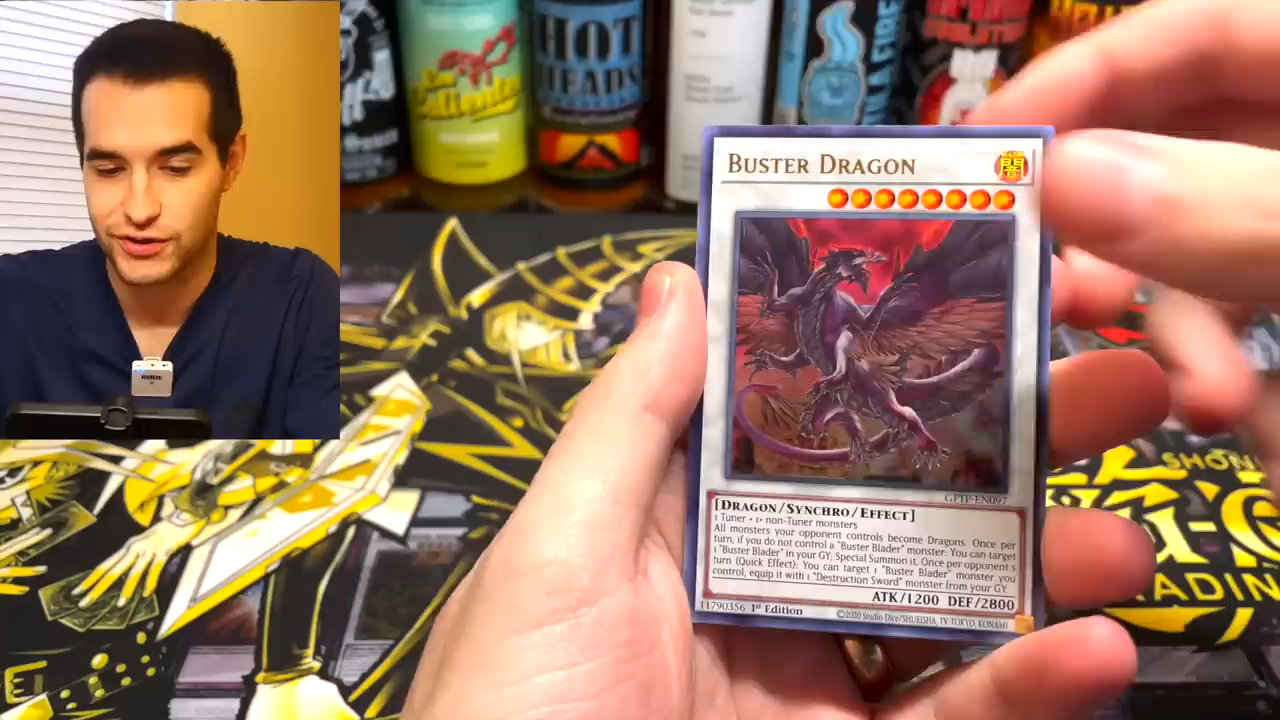 HOT
HEADS
BUSTER DRAGON
闇
GFTP-EN097
[DRAGON/SYNCHRO/EFFECT]
1 Tuner + 1+ non-Tuner monsters
All monsters your opponent controls become Dragons. Once per
turn, if you do not control a "Buster Blader" monster: You can target
1 "Buster Blader" in your GY; Special Summon it. Once per opponent's
turn (Quick Effect): You can target 1 "Buster Blader" monster you
control; equip it with 1 "Destruction Sword" monster from your GY.
ATK/1200 DEF/2800
11790356 1st Edition ©2020 Studio Dice/SHUEISHA, TV TOKYO, KONAMI
RODE
SHON